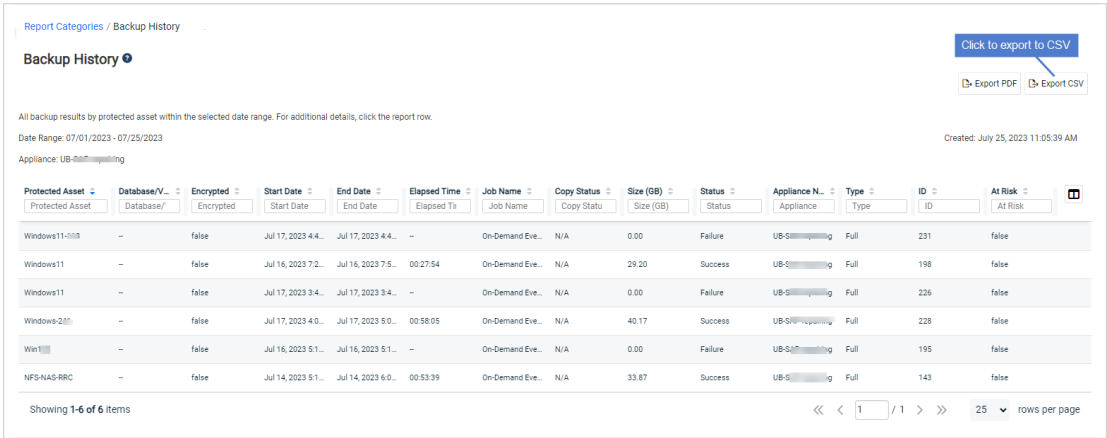 Report Categories / Backup History
Click to export to CSV
Backup History
Export PDF Export CSV
All backup results by protected asset within the selected date range. For additional details, click the report row.
Date Range: 07/01/2023 - 07/25/2023 Created: July 25, 2023 11:05:39 AM
Appliance: UB-
Protected Asset Database/V... Encrypted Start Date End Date Elapsed Time Job Name Copy Status Size (GB) Status Appliance N... Type ID At Risk
Protected Asset Database/' Encrypted Start Date End Date Elapsed Ti Job Name Copy Statu Size (GB) Status Appliance Type ID At Risk
Windows11- -- false Jul 17, 2023 4:4... Jul 17, 2023 4:4... -- On-Demand Eve... N/A 0.00 Failure Full 231 false
Windows11 -- false Jul 16, 2023 7:2... Jul 16, 2023 7:5... 00:27:54 On-Demand Eve... N/A 29.20 Success Full 198 false
Windows11 -- false Jul 17, 2023 3:4... Jul 17, 2023 3:4... -- On-Demand Eve... N/A 0.00 Failure Full 226 false
-- false Jul 17, 2023 4:0... Jul 17, 2023 5:0... 00:58:05 On-Demand Eve... N/A 40.17 Success Full 228 false
-- false Jul 16, 2023 5:1... Jul 16, 2023 5:1... -- On-Demand Eve... N/A 0.00 Failure Full 195 false
NFS-NAS-RRC -- false Jul 14, 2023 5:1... Jul 14, 2023 6:0... 00:53:39 On-Demand Eve... N/A 33.87 Success Full 143 false
Showing 1-6 of 6 items 1 / 1 25 rows per page